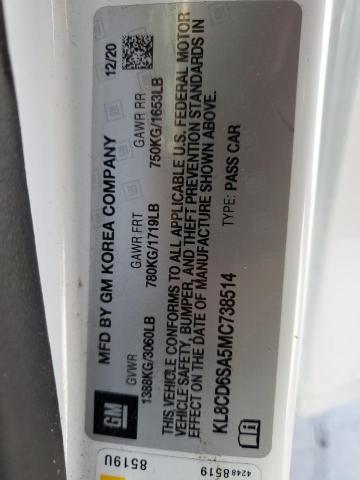 GM
MFD BY GM KOREA COMPANY 12/20
GVWR GAWR FRT GAWR RR
1388KG/3060LB 780KG/1719LB 750KG/1653LB
THIS VEHICLE CONFORMS TO ALL APPLICABLE U.S. FEDERAL MOTOR
VEHICLE SAFETY, BUMPER, AND THEFT PREVENTION STANDARDS IN
EFFECT ON THE DATE OF MANUFACTURE SHOWN ABOVE.
KL8CD6SA5MC738514 TYPE: PASS CAR
8519U
42488519